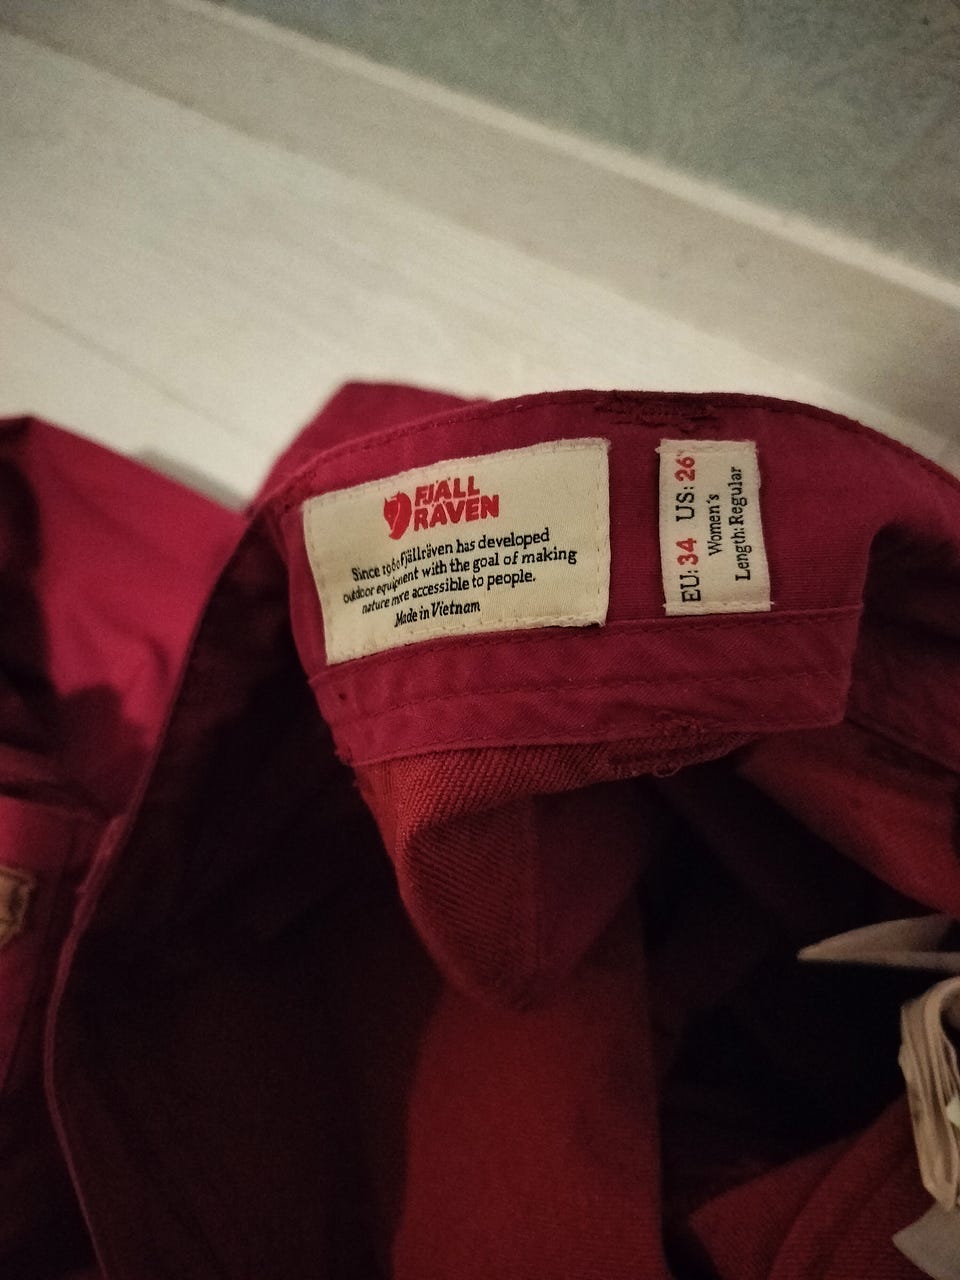 FJÄLL
RÄVEN
Since 1960 Fjällräven has developed
outdoor equipment with the goal of making
nature more accessible to people.
Made in Vietnam
EU: 34 US: 26"
Women's
Length: Regular